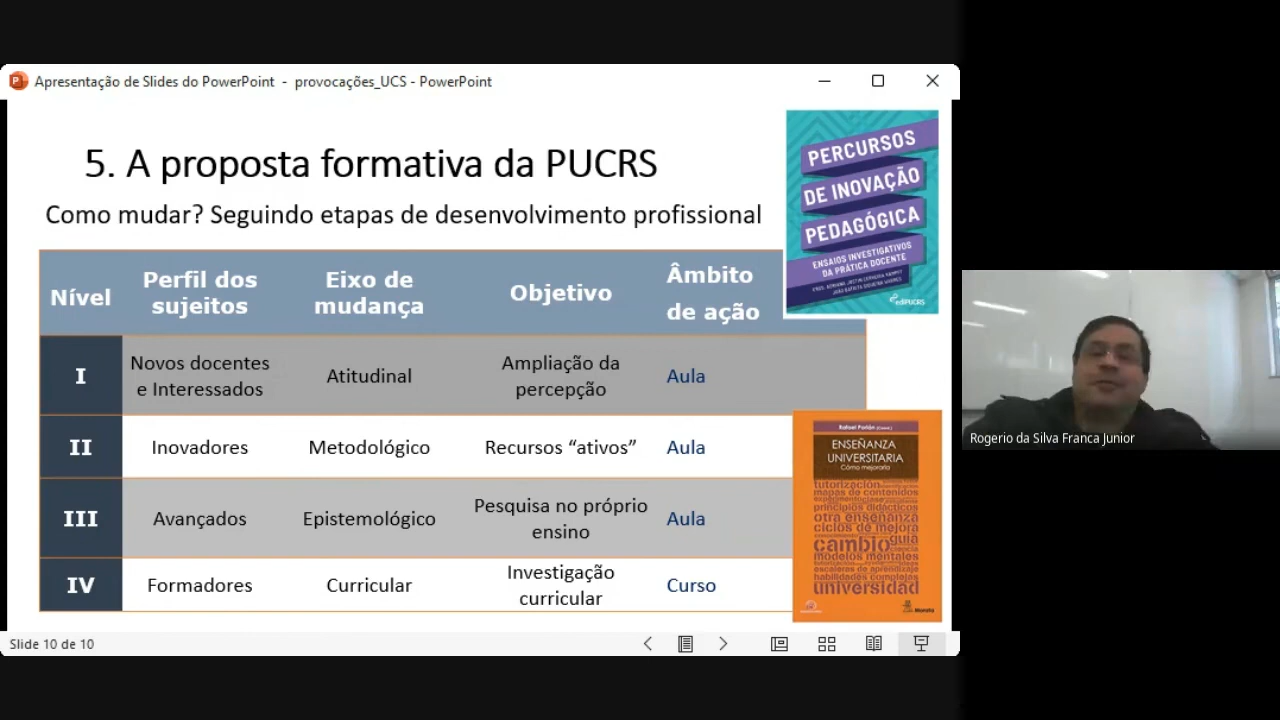 Apresentação de Slides do PowerPoint - provocações_UCS - PowerPoint
5. A proposta formativa da PUCRS
Como mudar? Seguindo etapas de desenvolvimento profissional
Nível
Perfil dos
sujeitos
Eixo de
mudança
Objetivo
Âmbito
de ação
I
Novos docentes
e Interessados
Atitudinal
Ampliação da
percepção
Aula
II
Inovadores
Metodológico
Recursos “ativos”
Aula
III
Avançados
Epistemológico
Pesquisa no próprio
ensino
Aula
IV
Formadores
Curricular
Investigação
curricular
Curso
PERCURSOS
DE INOVAÇÃO
PEDAGÓGICA
ENSAIOS INVESTIGATIVOS
DA PRÁTICA DOCENTE
ediPUCRS
Rafael Porlán (Coord.)
ENSEÑANZA
UNIVERSITARIA
Cómo mejorarla
tutorización
mapas de contenidos
principios didácticos
otra enseñanza
ciclos de mejora
cambio guía
ciencia
modelos mentales
escaleras de aprendizaje
habilidades complejas
universidad
Morata
Slide 10 de 10
Rogerio da Silva Franca Junior